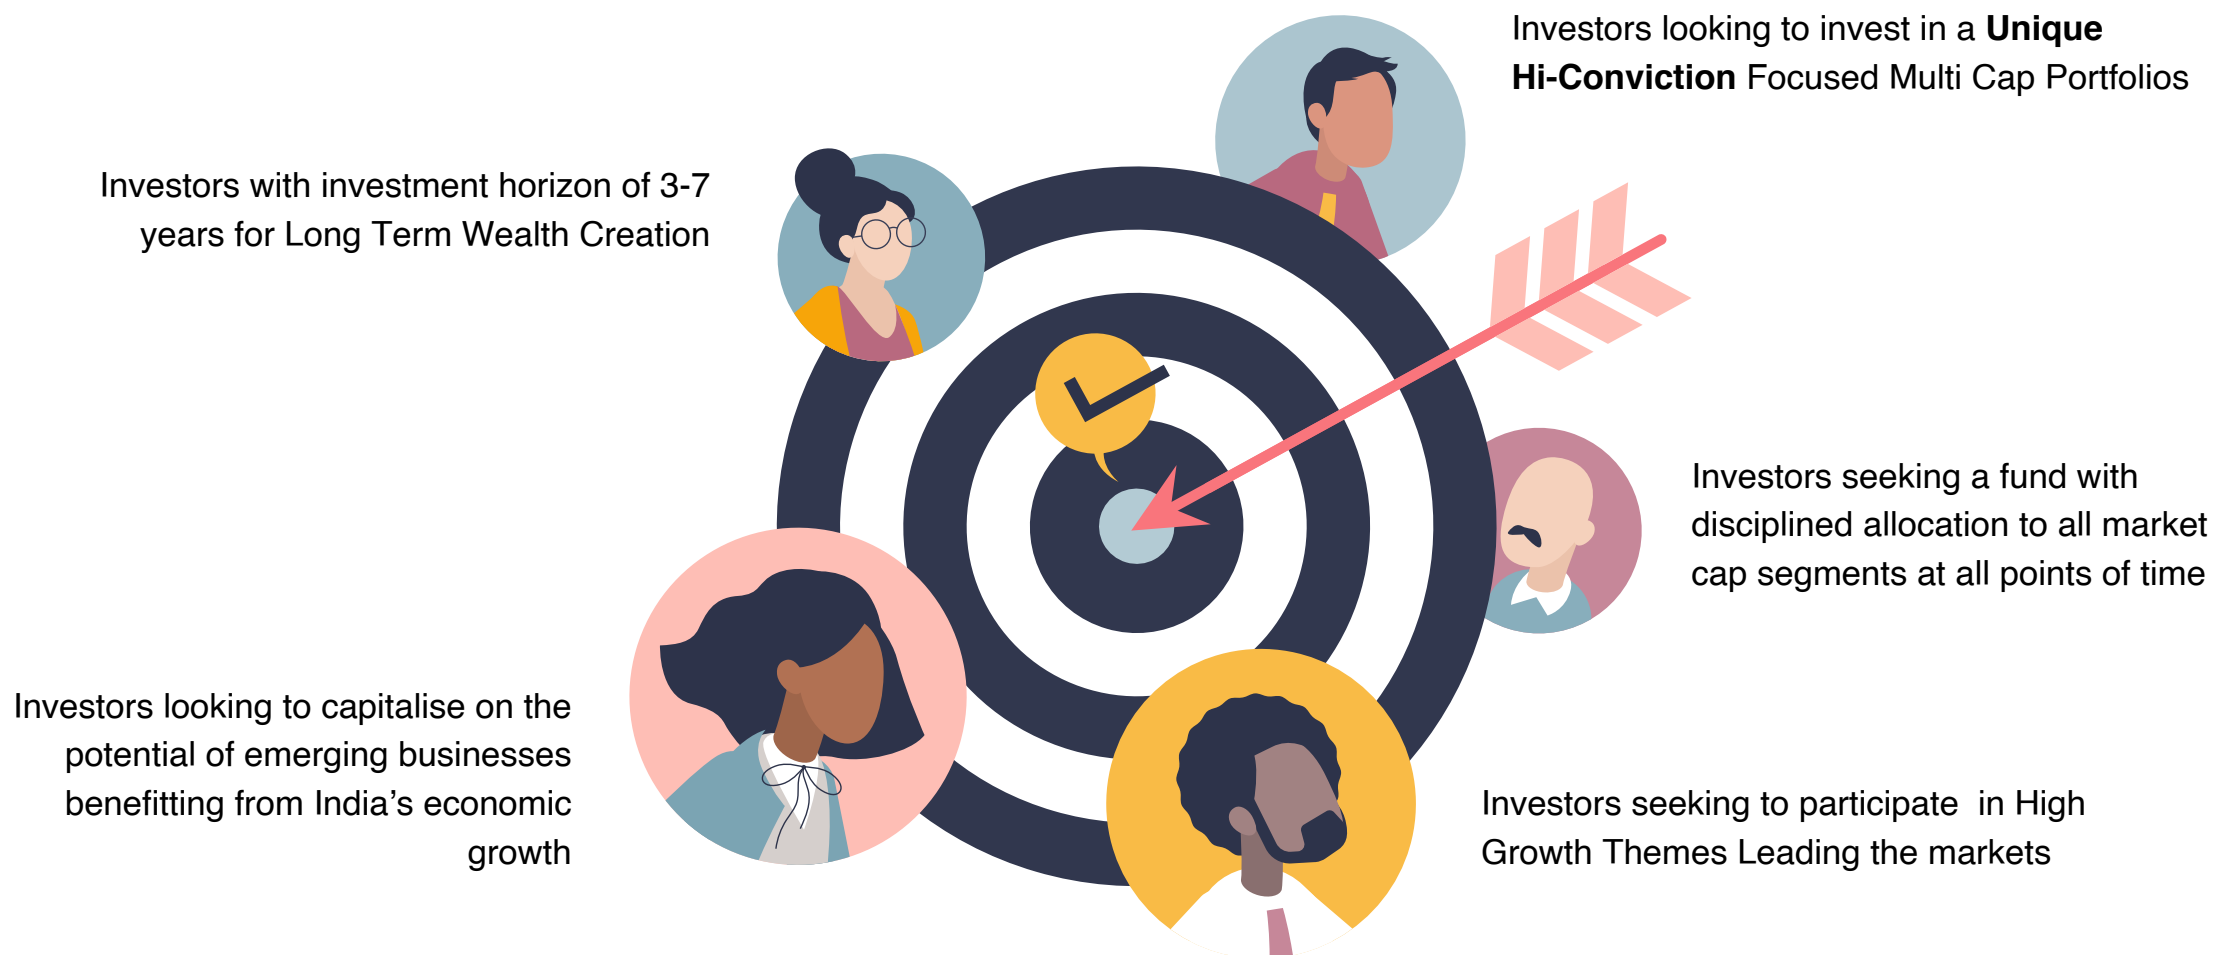 Investors looking to invest in a Unique
Hi-Conviction Focused Multi Cap Portfolios
Investors with investment horizon of 3-7
years for Long Term Wealth Creation
Investors seeking a fund with
disciplined allocation to all market
cap segments at all points of time
Investors looking to capitalise on the
potential of emerging businesses
benefitting from India’s economic
growth
Investors seeking to participate  in High
Growth Themes Leading the markets